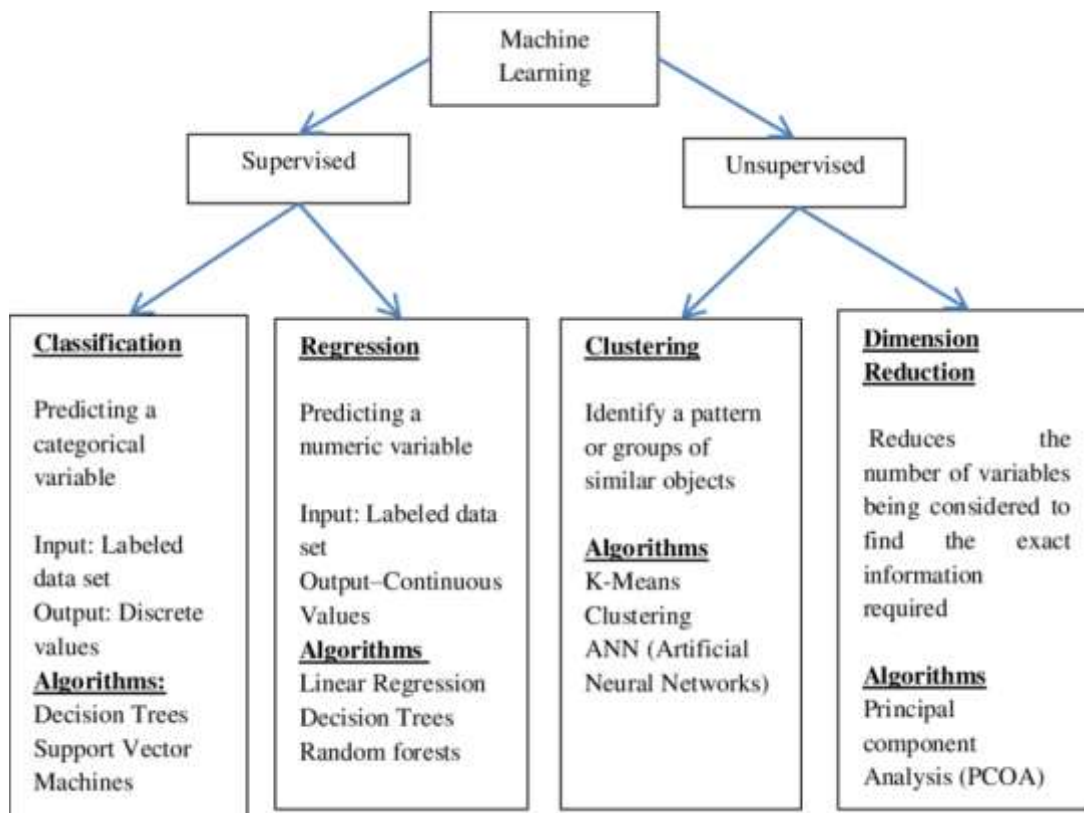 Machine
Learning
Supervised
Unsupervised
Classification
Predicting a
categorical
variable
Input: Labeled
data set
Output: Discrete
values
Algorithms:
Decision Trees
Support Vector
Machines
Regression
Predicting a
numeric variable
Input: Labeled data
set
Output–Continuous
Values
Algorithms
Linear Regression
Decision Trees
Random forests
Clustering
Identify a pattern
or groups of
similar objects
Algorithms
K-Means
Clustering
ANN (Artificial
Neural Networks)
Dimension
Reduction
Reduces the
number of variables
being considered to
find the exact
information
required
Algorithms
Principal
component
Analysis (PCOA)